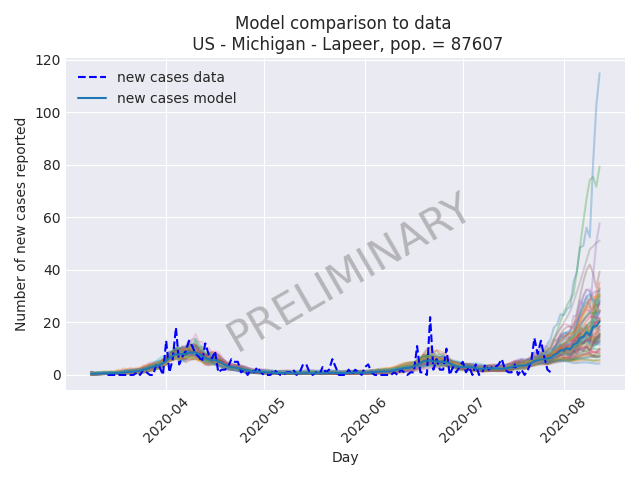 Model comparison to data
US - Michigan - Lapeer, pop. = 87607
120
100
80
60
40
20
0
Number of new cases reported
new cases data
new cases model
PRELIMINARY
2020-04
2020-05
2020-06
2020-07
2020-08
Day